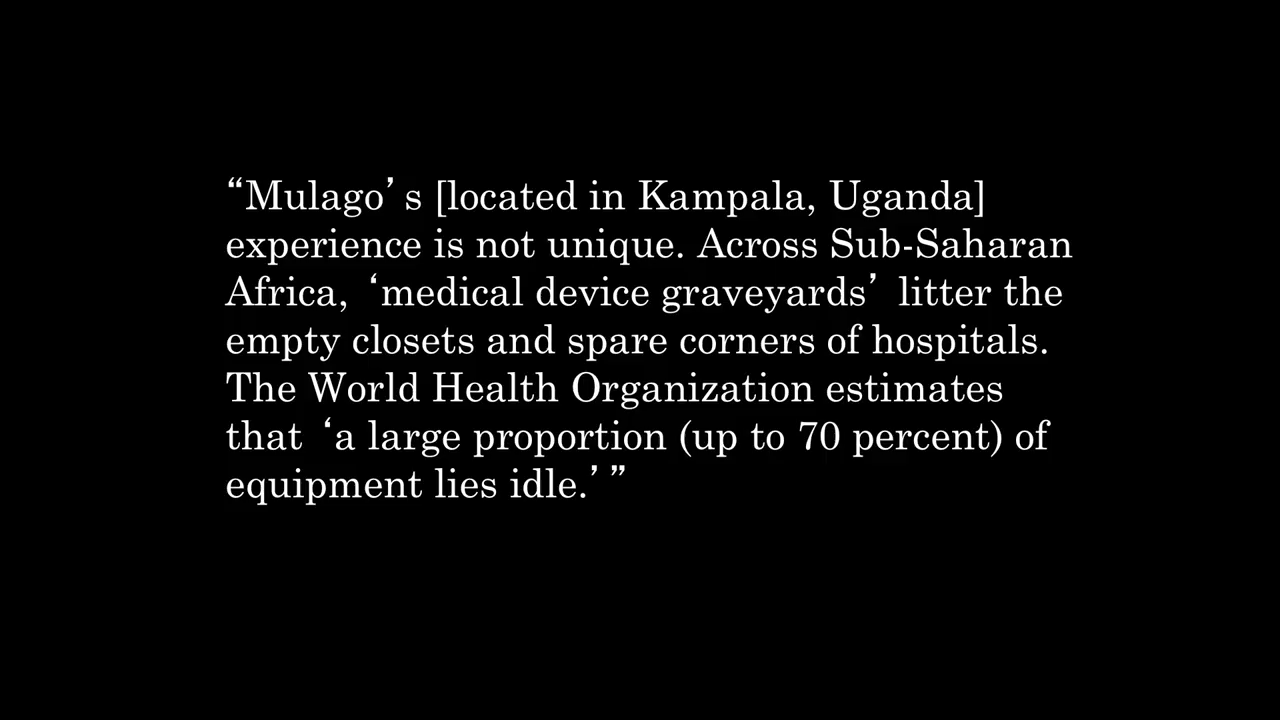 “Mulago’s [located in Kampala, Uganda]
experience is not unique. Across Sub-Saharan
Africa, ‘medical device graveyards’ litter the
empty closets and spare corners of hospitals.
The World Health Organization estimates
that ‘a large proportion (up to 70 percent) of
equipment lies idle.’”